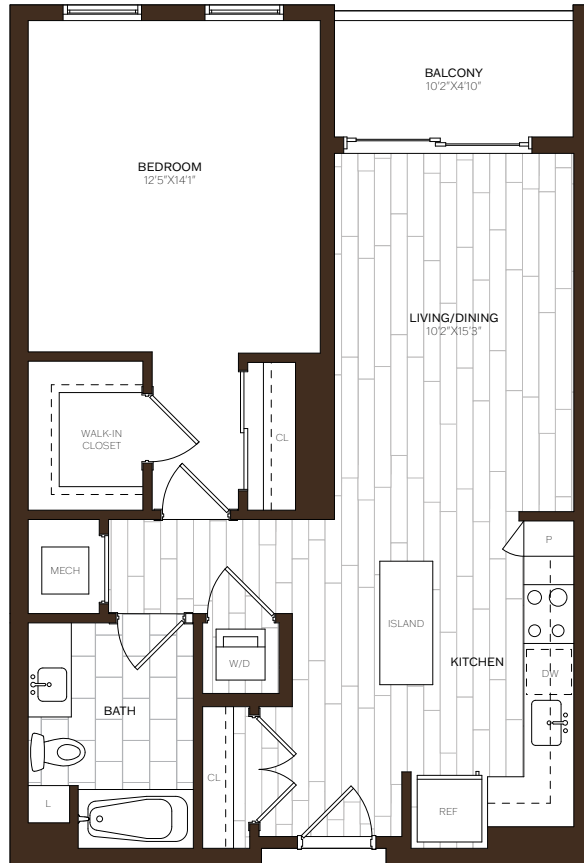 BALCONY
10'2"X4'10"
BEDROOM
12'5"X14'1"
LIVING/DINING
10'2"X15'3"
WALK-IN
CLOSET
CL
P
MECH
ISLAND
W/D
KITCHEN
DW
BATH
CL
L
REF